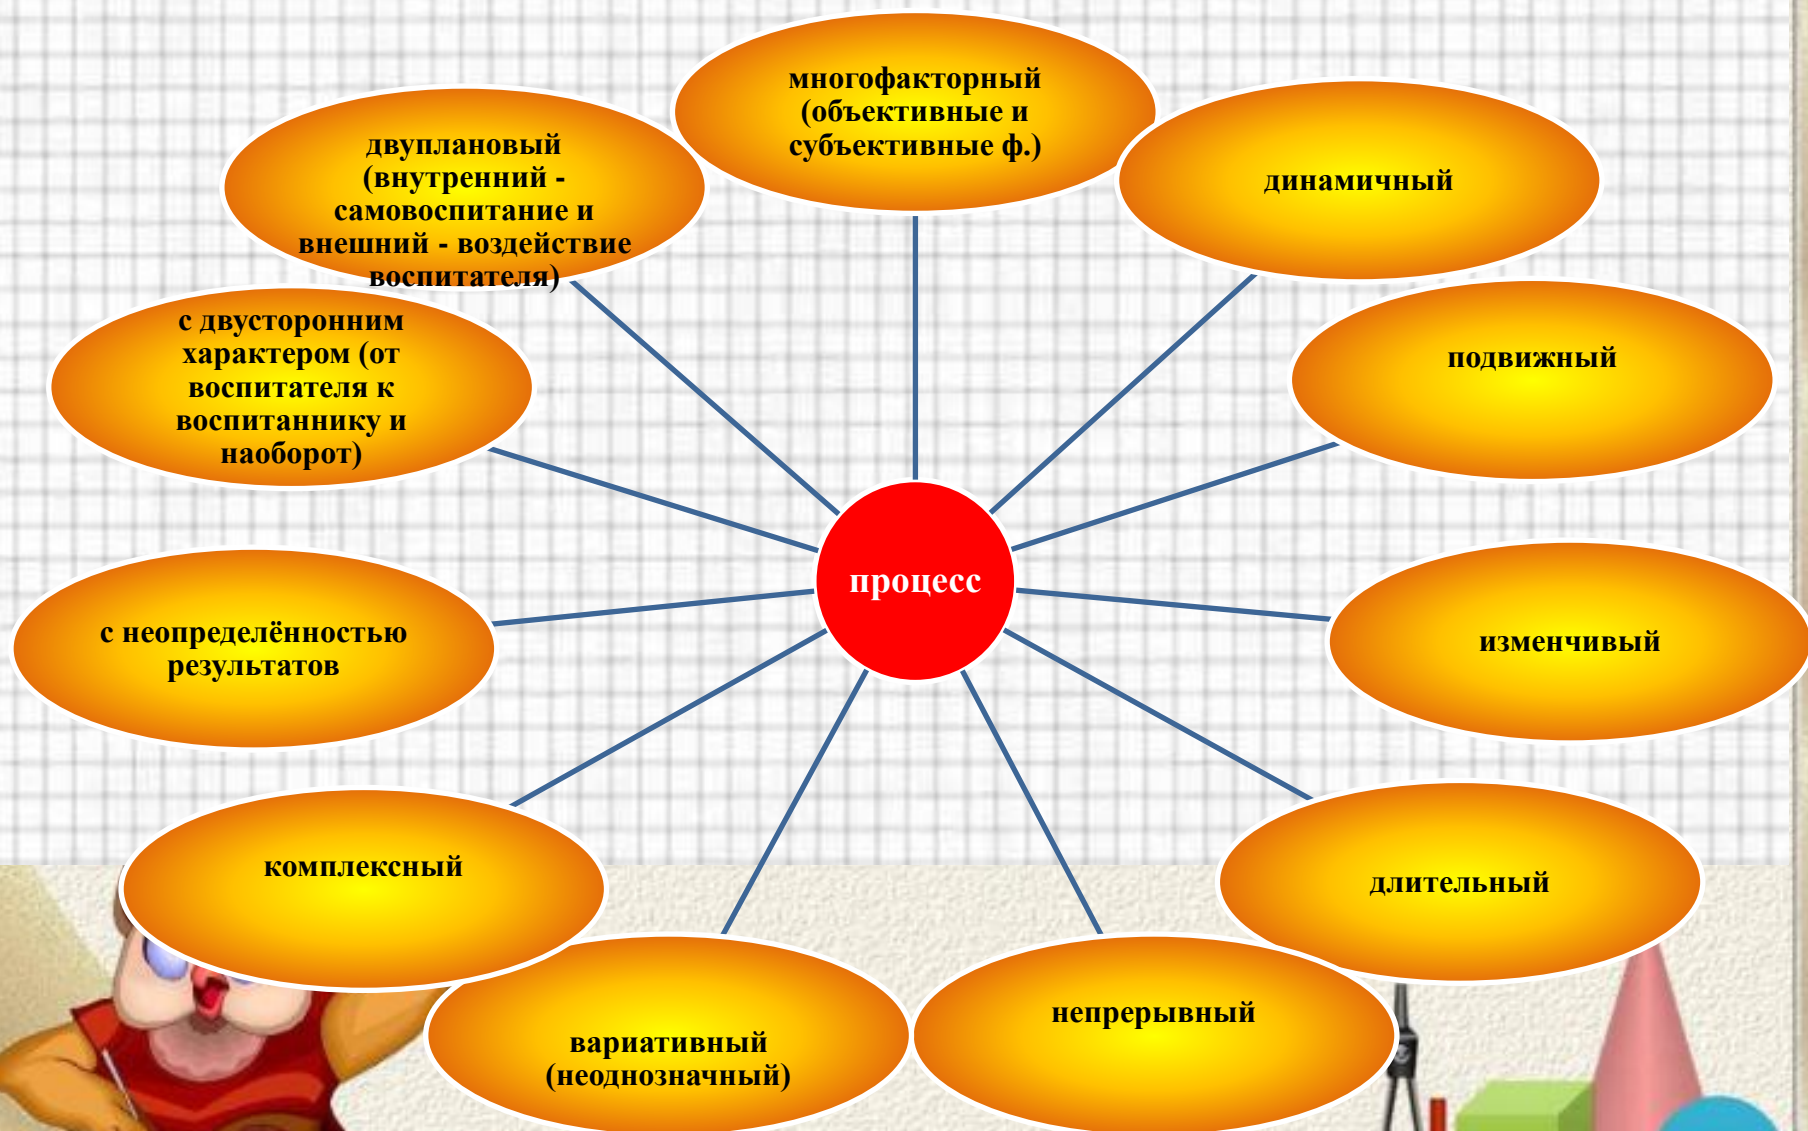 многофакторный
(объективные и
субъективные ф.)
динамичный
подвижный
изменчивый
длительный
непрерывный
вариативный
(неоднозначный)
комплексный
с неопределённостью
результатов
с двусторонним
характером (от
воспитателя к
воспитаннику и
наоборот)
двуплановый
(внутренний -
самовоспитание и
внешний - воздействие
воспитателя)
процесс